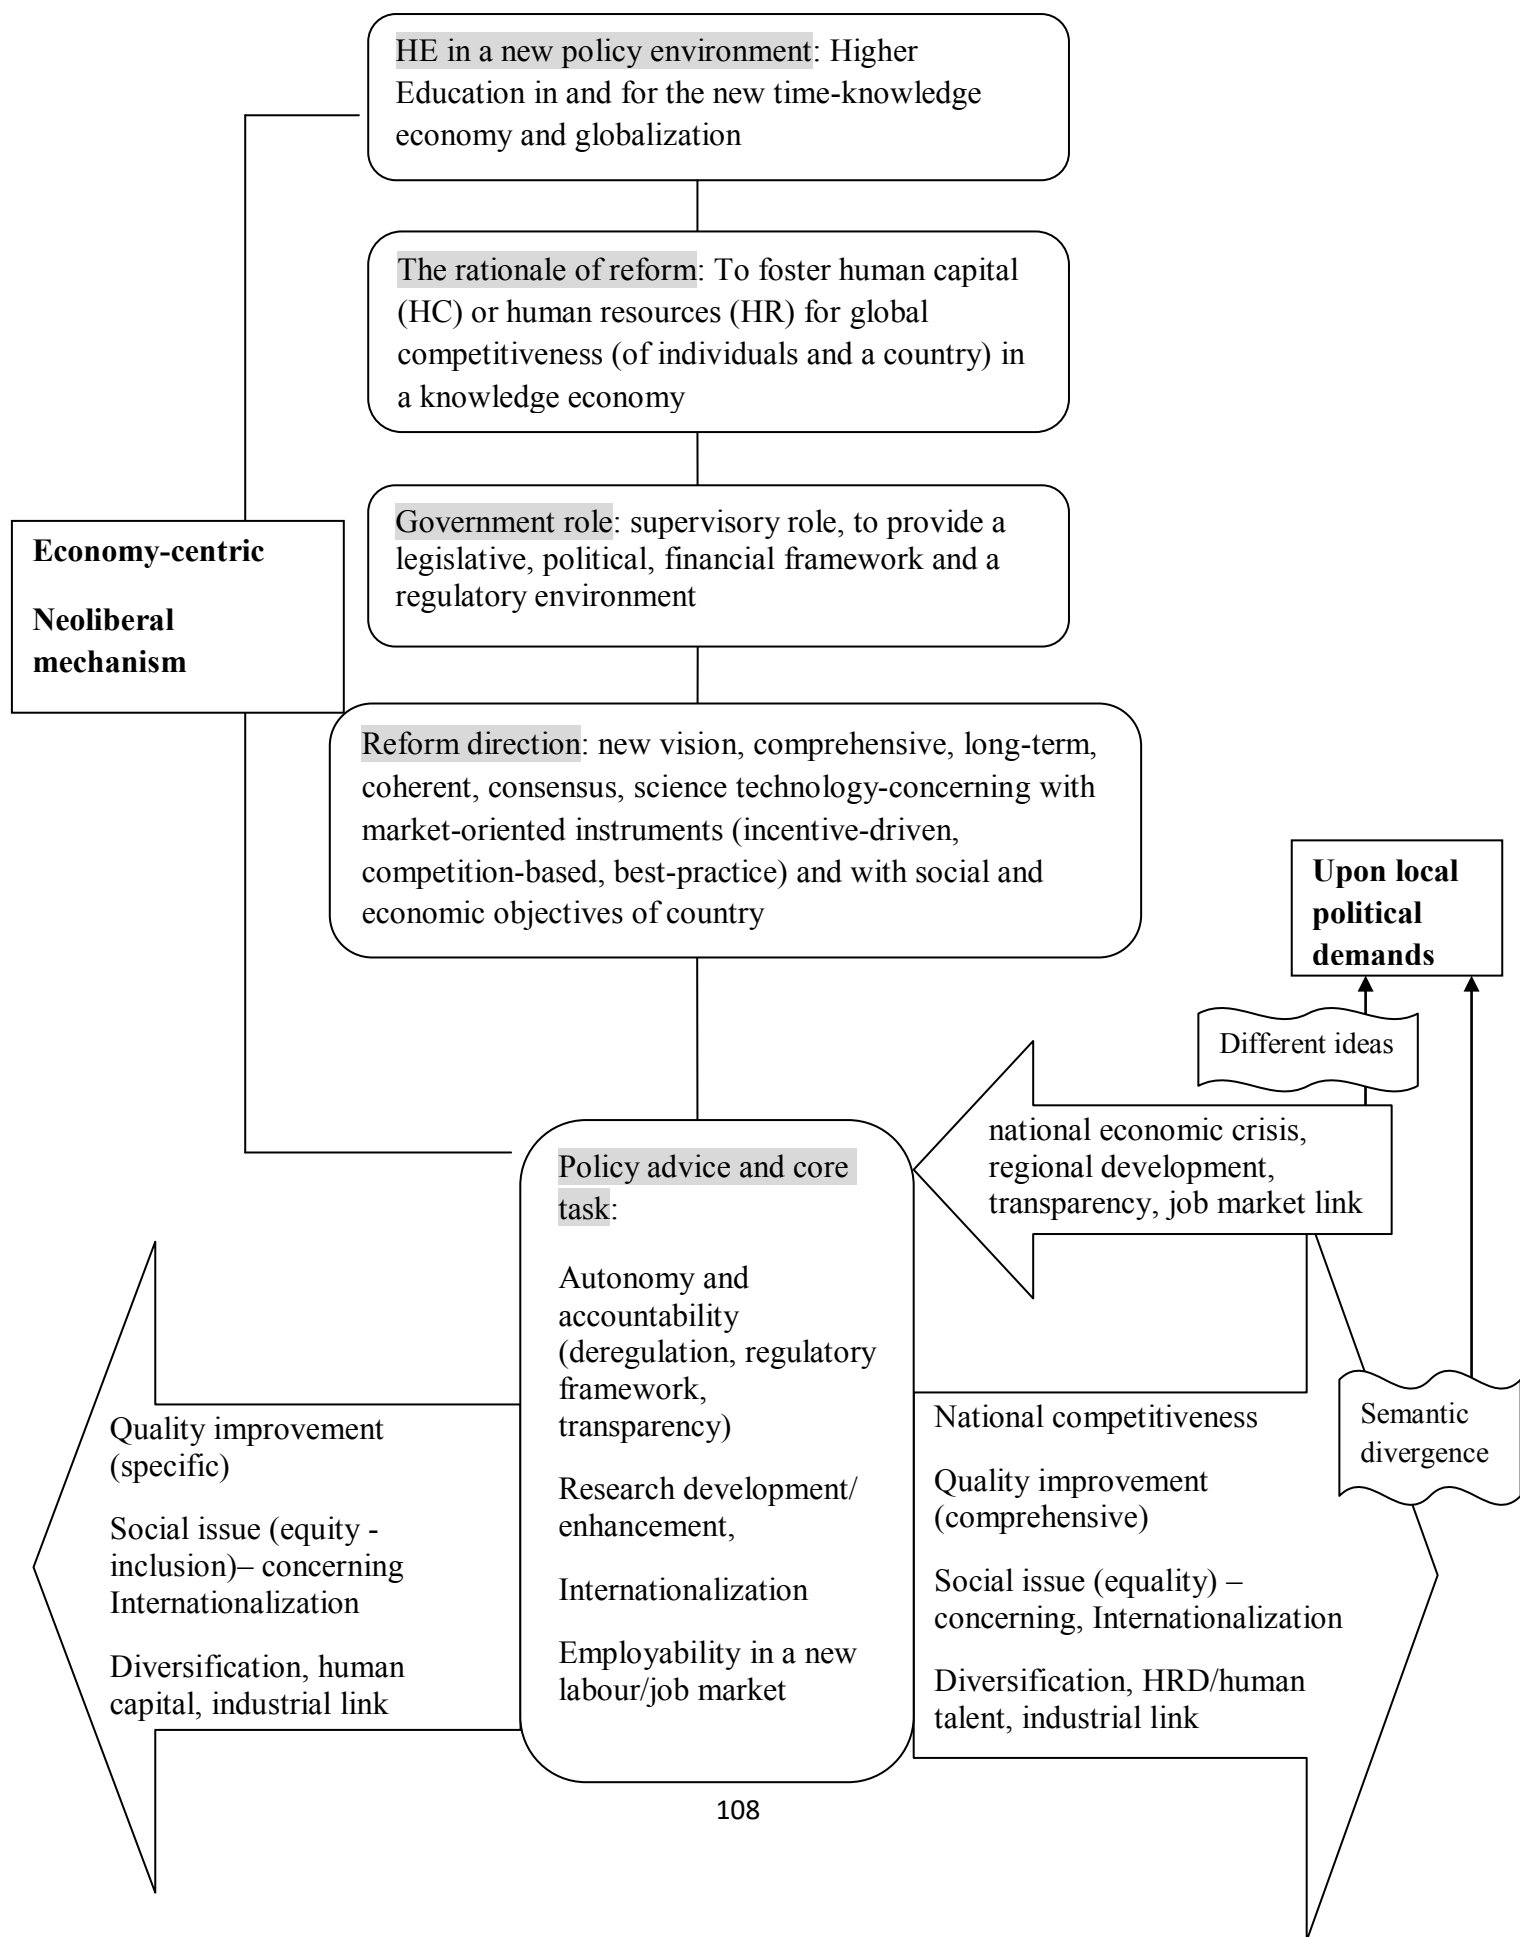 HE in a new policy environment: Higher
Education in and for the new time-knowledge
economy and globalization
The rationale of reform: To foster human capital
(HC) or human resources (HR) for global
competitiveness (of individuals and a country) in
a knowledge economy
Government role: supervisory role, to provide a
legislative, political, financial framework and a
regulatory environment
Economy-centric
Neoliberal
mechanism
Reform direction: new vision, comprehensive, long-term,
coherent, consensus, science technology-concerning with
market-oriented instruments (incentive-driven,
competition-based, best-practice) and with social and
economic objectives of country
Upon local
political
demands
Different ideas
national economic crisis,
regional development,
transparency, job market link
Policy advice and core
task:
Autonomy and
accountability
(deregulation, regulatory
framework,
transparency)
Research development/
enhancement,
Internationalization
Employability in a new
labour/job market
Quality improvement
(specific)
Social issue (equity -
inclusion)– concerning
Internationalization
Diversification, human
capital, industrial link
National competitiveness
Quality improvement
(comprehensive)
Social issue (equality) –
concerning, Internationalization
Diversification, HRD/human
talent, industrial link
Semantic
divergence
108